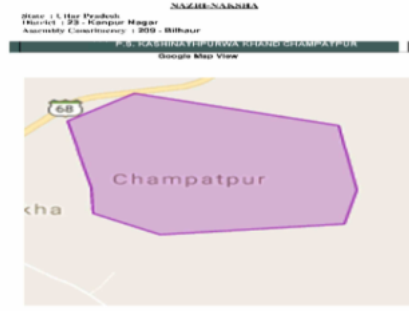 NAZRI-NAKSHA
State : Uttar Pradesh
District : 23 - Kanpur Nagar
Assembly Constituency : 209 - Bilhaur
P.S. KASHINATHPURWA KHAND CHAMPATPUR
Google Map View
68
Champatpur
kha